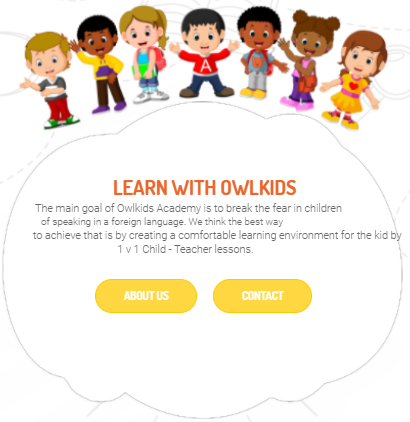 A
LEARN WITH OWLKIDS
The main goal of Owlkids Academy is to break the fear in children
of speaking in a foreign language. We think the best way
to achieve that is by creating a comfortable learning environment for the kid by
1 v 1 Child - Teacher lessons.
ABOUT US
CONTACT